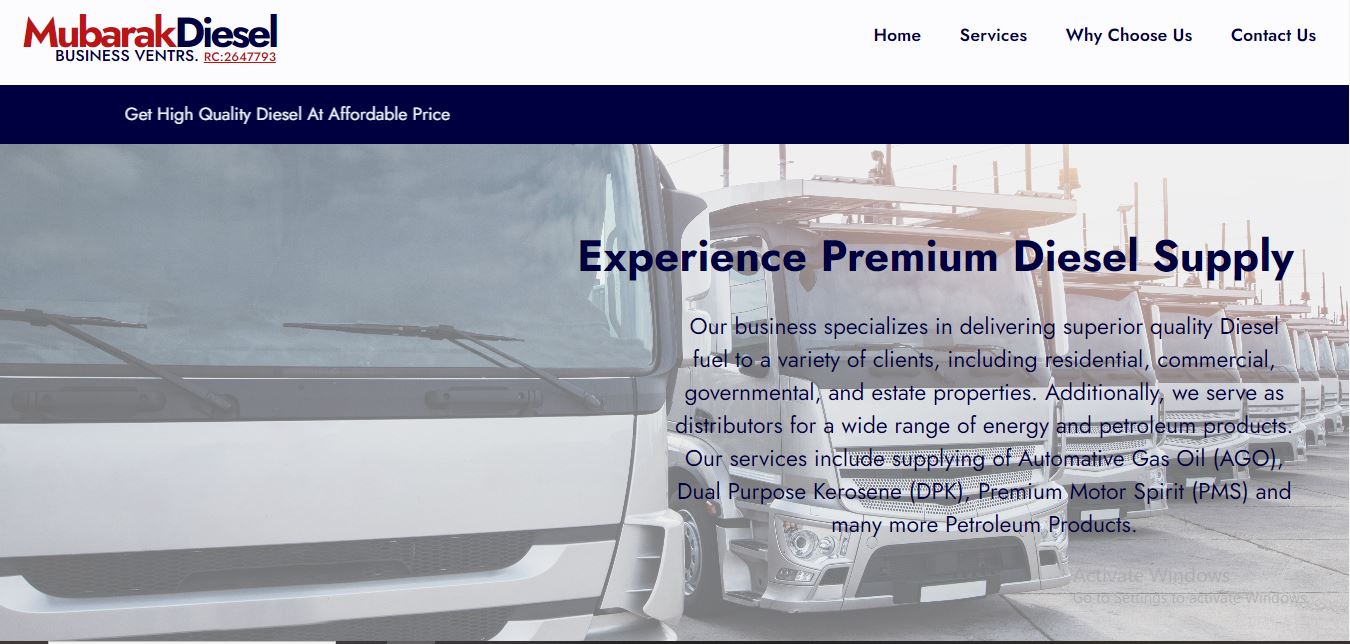 MubarakDiesel
BUSINESS VENTRS. RC:2647793
Home Services Why Choose Us Contact Us
Get High Quality Diesel At Affordable Price
Experience Premium Diesel Supply
Our business specializes in delivering superior quality Diesel
fuel to a variety of clients, including residential, commercial,
governmental, and estate properties. Additionally, we serve as
distributors for a wide range of energy and petroleum products.
Our services include supplying of Automative Gas Oil (AGO),
Dual Purpose Kerosene (DPK), Premium Motor Spirit (PMS) and
many more Petroleum Products.
Activate Windows
Go to Settings to activate Windows.